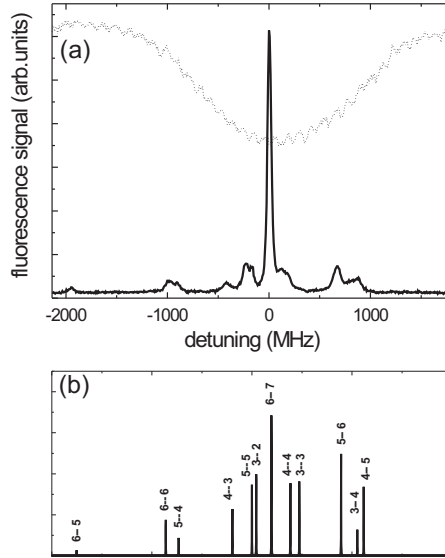 (a)
fluorescence signal (arb.units)
-2000 -1000 0 1000
detuning (MHz)
(b)
6--5
6--6
5--4
4--3
5--5
3--2
6--7
4--4
3--3
5--6
3--4
4--5